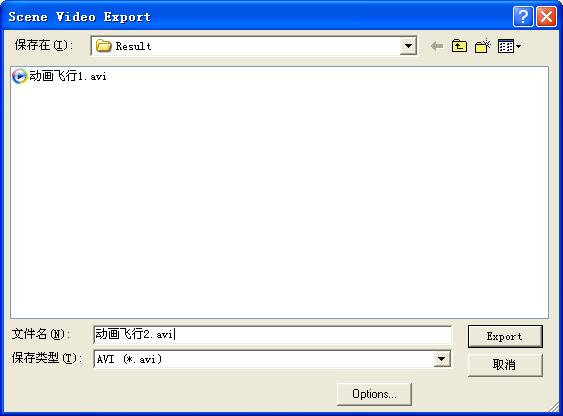 Scene Video Export
保存在(I):
Result
动画飞行1.avi
文件名(N):
动画飞行2.avi
Export
保存类型(T):
AVI (*.avi)
取消
Options...